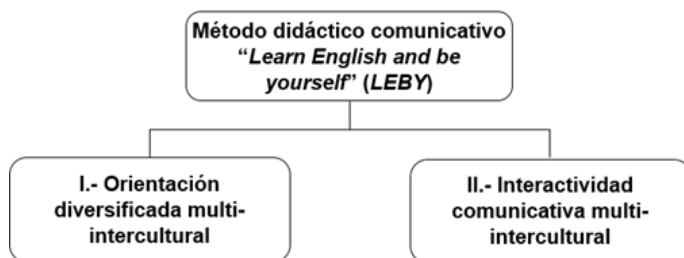 Método didáctico comunicativo
“Learn English and be
yourself” (LEBY)
I.- Orientación
diversificada multi-
intercultural
II.- Interactividad
comunicativa multi-
intercultural